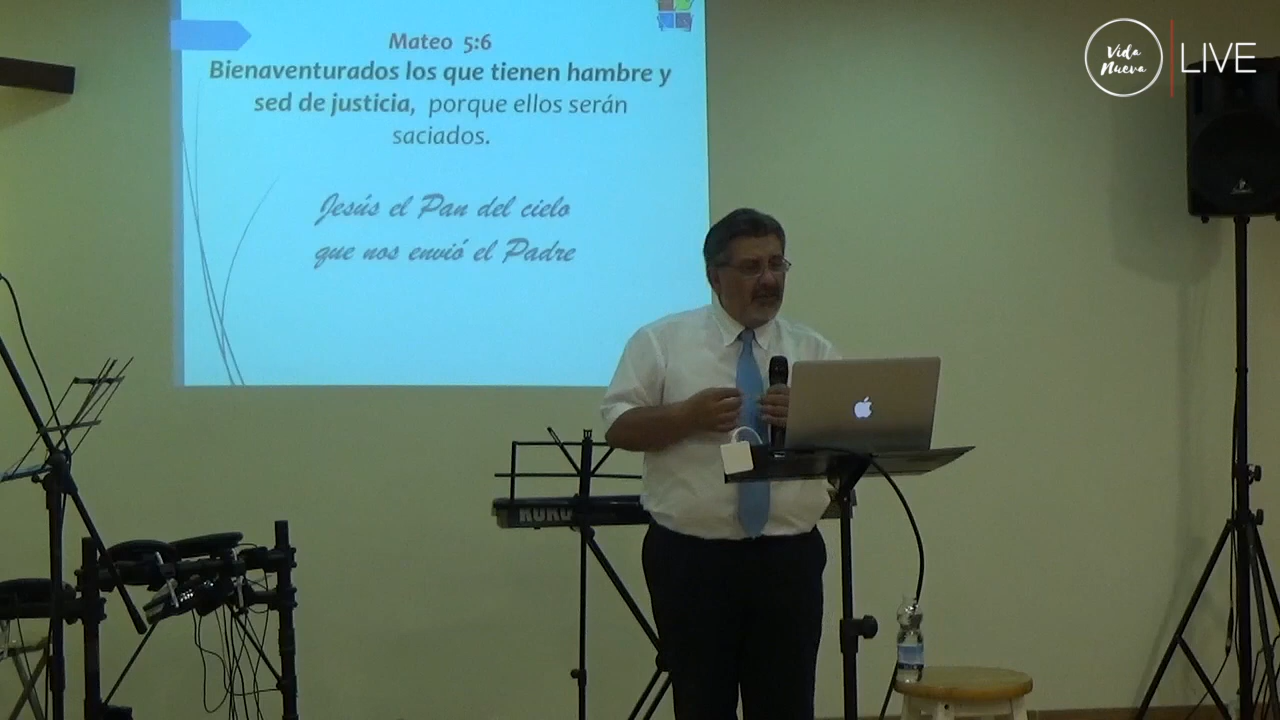 Mateo 5:6
Bienaventurados los que tienen hambre y
sed de justicia, porque ellos serán
saciados.
Jesús el Pan del cielo
que nos envió el Padre
Vida
Nueva
LIVE
KORG